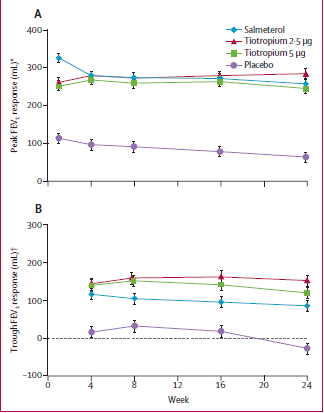 A
Salmeterol
Tiotropium 2·5 μg
Tiotropium 5 μg
Placebo
Peak FEV₁ response (mL)*
400
300
200
100
0
B
Trough FEV₁ response (mL)†
300
200
100
0
−100
0 4 8 12 16 20 24
Week